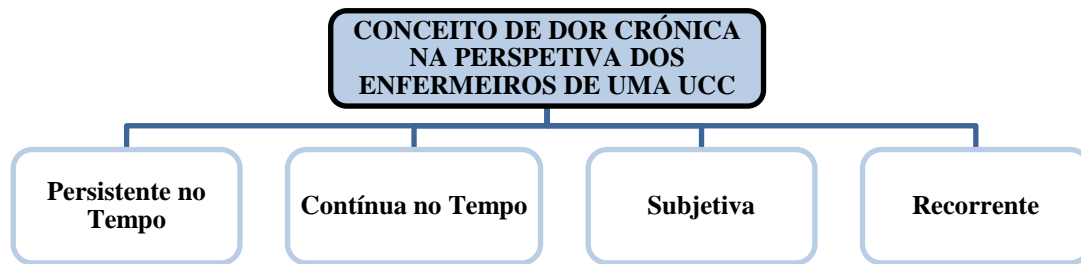 CONCEITO DE DOR CRÓNICA
NA PERSPETIVA DOS
ENFERMEIROS DE UMA UCC
Persistente no
Tempo
Contínua no Tempo
Subjetiva
Recorrente